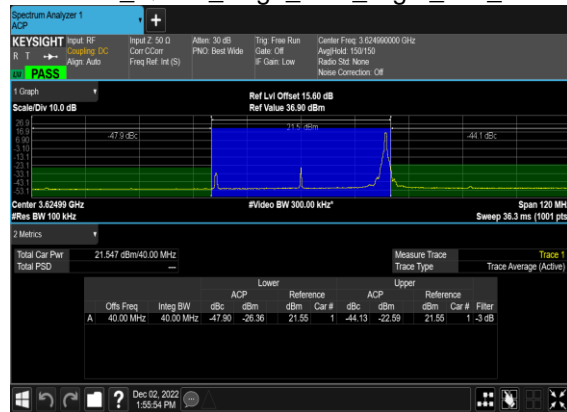 Spectrum Analyzer 1
ACP
+
KEYSIGHT Input: RF Input Z: 50 Ω Atten: 30 dB Trig: Free Run Center Freq: 3.624990000 GHz
R T Coupling: DC Corr CCorr PNO: Best Wide Gate: Off Avg|Hold: 150/150
Align: Auto Freq Ref: Int (S) IF Gain: Low Radio Std: None
PASS Noise Correction: Off
1 Graph
Ref Lvl Offset 15.60 dB
Scale/Div 10.0 dB Ref Value 36.90 dBm
26.9
16.9
6.90
-3.10
-13.1
-23.1
-33.1
-43.1
-53.1
-47.9 dBc 21.5 dBm -44.1 dBc
Center 3.62499 GHz #Video BW 300.00 kHz* Span 120 MH
#Res BW 100 kHz Sweep 36.3 ms (1001 pts
2 Metrics
Total Car Pwr 21.547 dBm/40.00 MHz Measure Trace Trace 1
Total PSD --- Trace Type Trace Average (Active)
Lower Upper
ACP Reference ACP Reference
Offs Freq Integ BW dBc dBm dBm Car # dBc dBm dBm Car # Filter
A 40.00 MHz 40.00 MHz -47.90 -26.36 21.55 1 -44.13 -22.59 21.55 1 -3 dB
? Dec 02, 2022
1:55:54 PM